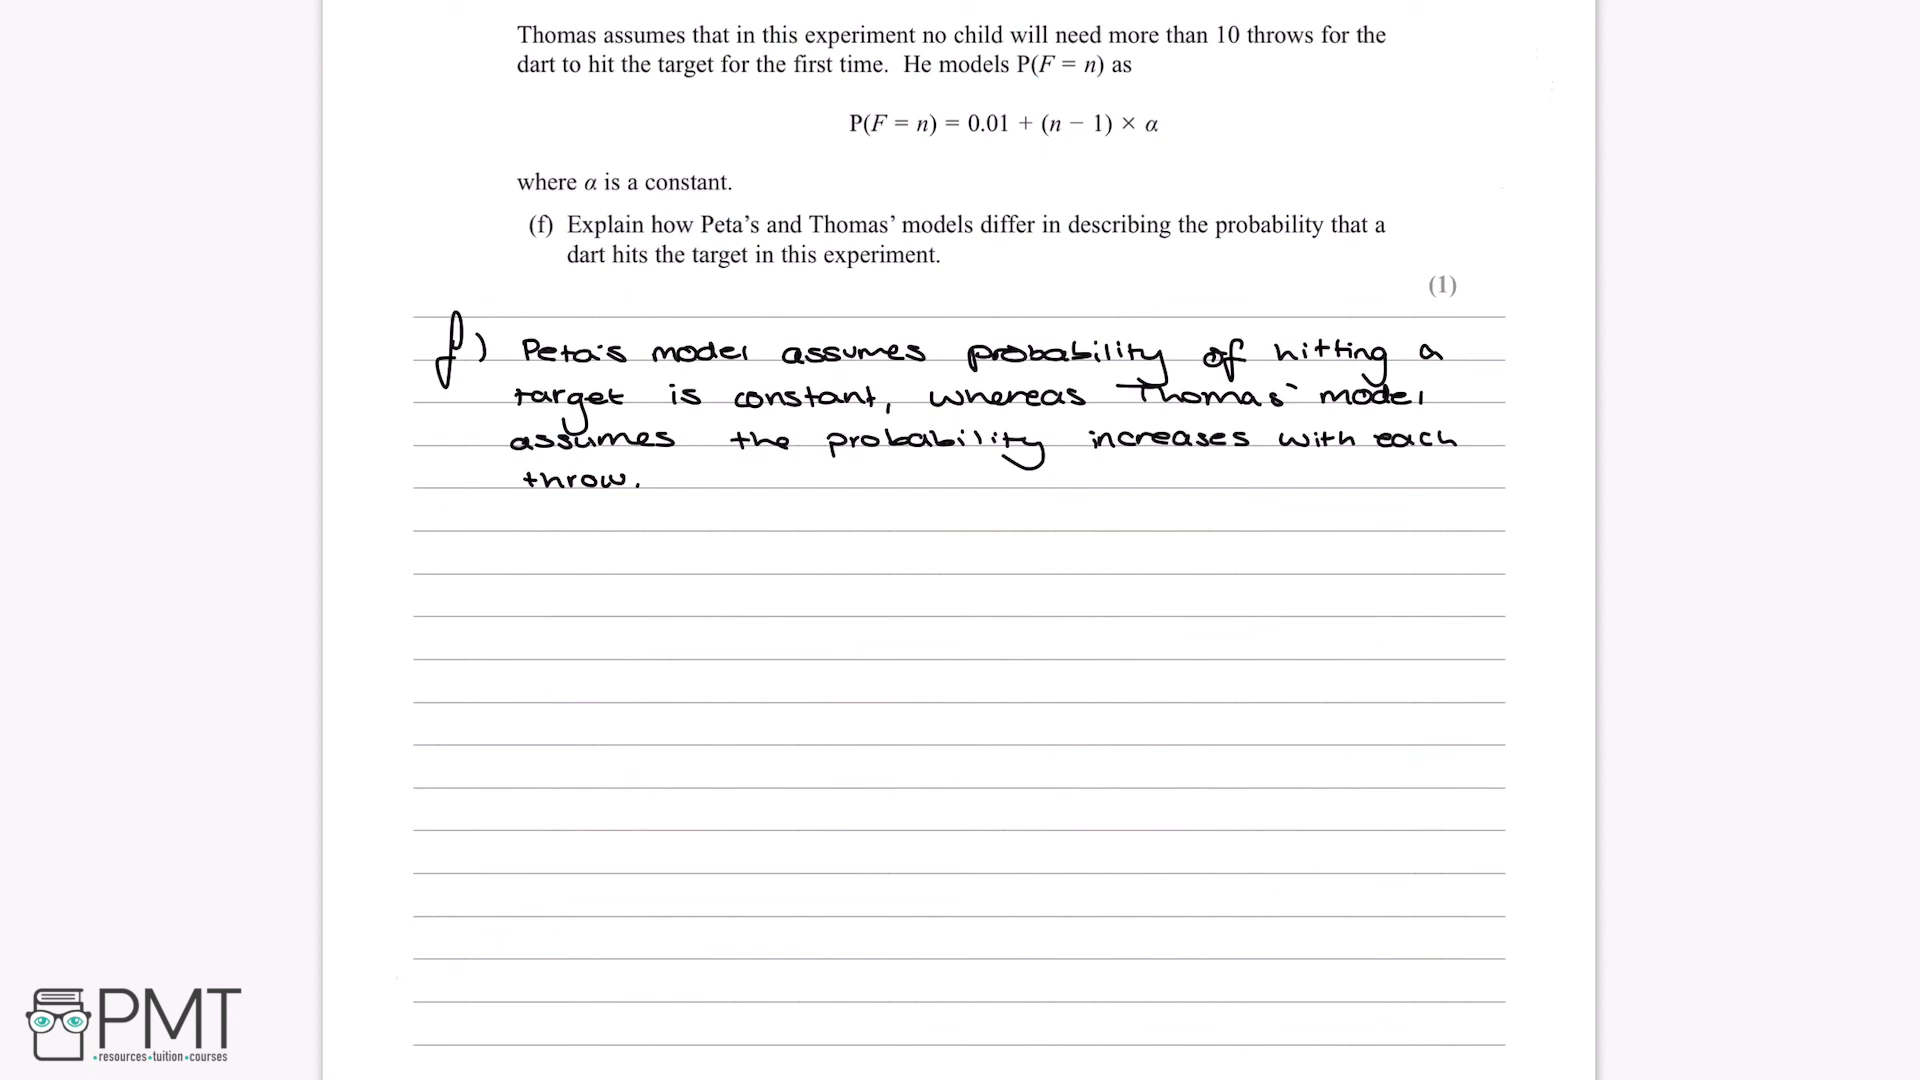 Thomas assumes that in this experiment no child will need more than 10 throws for the
dart to hit the target for the first time. He models P(F = n) as
P(F = n) = 0.01 + (n − 1) × α
where α is a constant.
(f) Explain how Peta’s and Thomas’ models differ in describing the probability that a
dart hits the target in this experiment.
(1)
f) Peta's model assumes probability of hitting a
target is constant, whereas Thomas' model
assumes the probability increases with each
throw.
PMT
•resources•tuition•courses